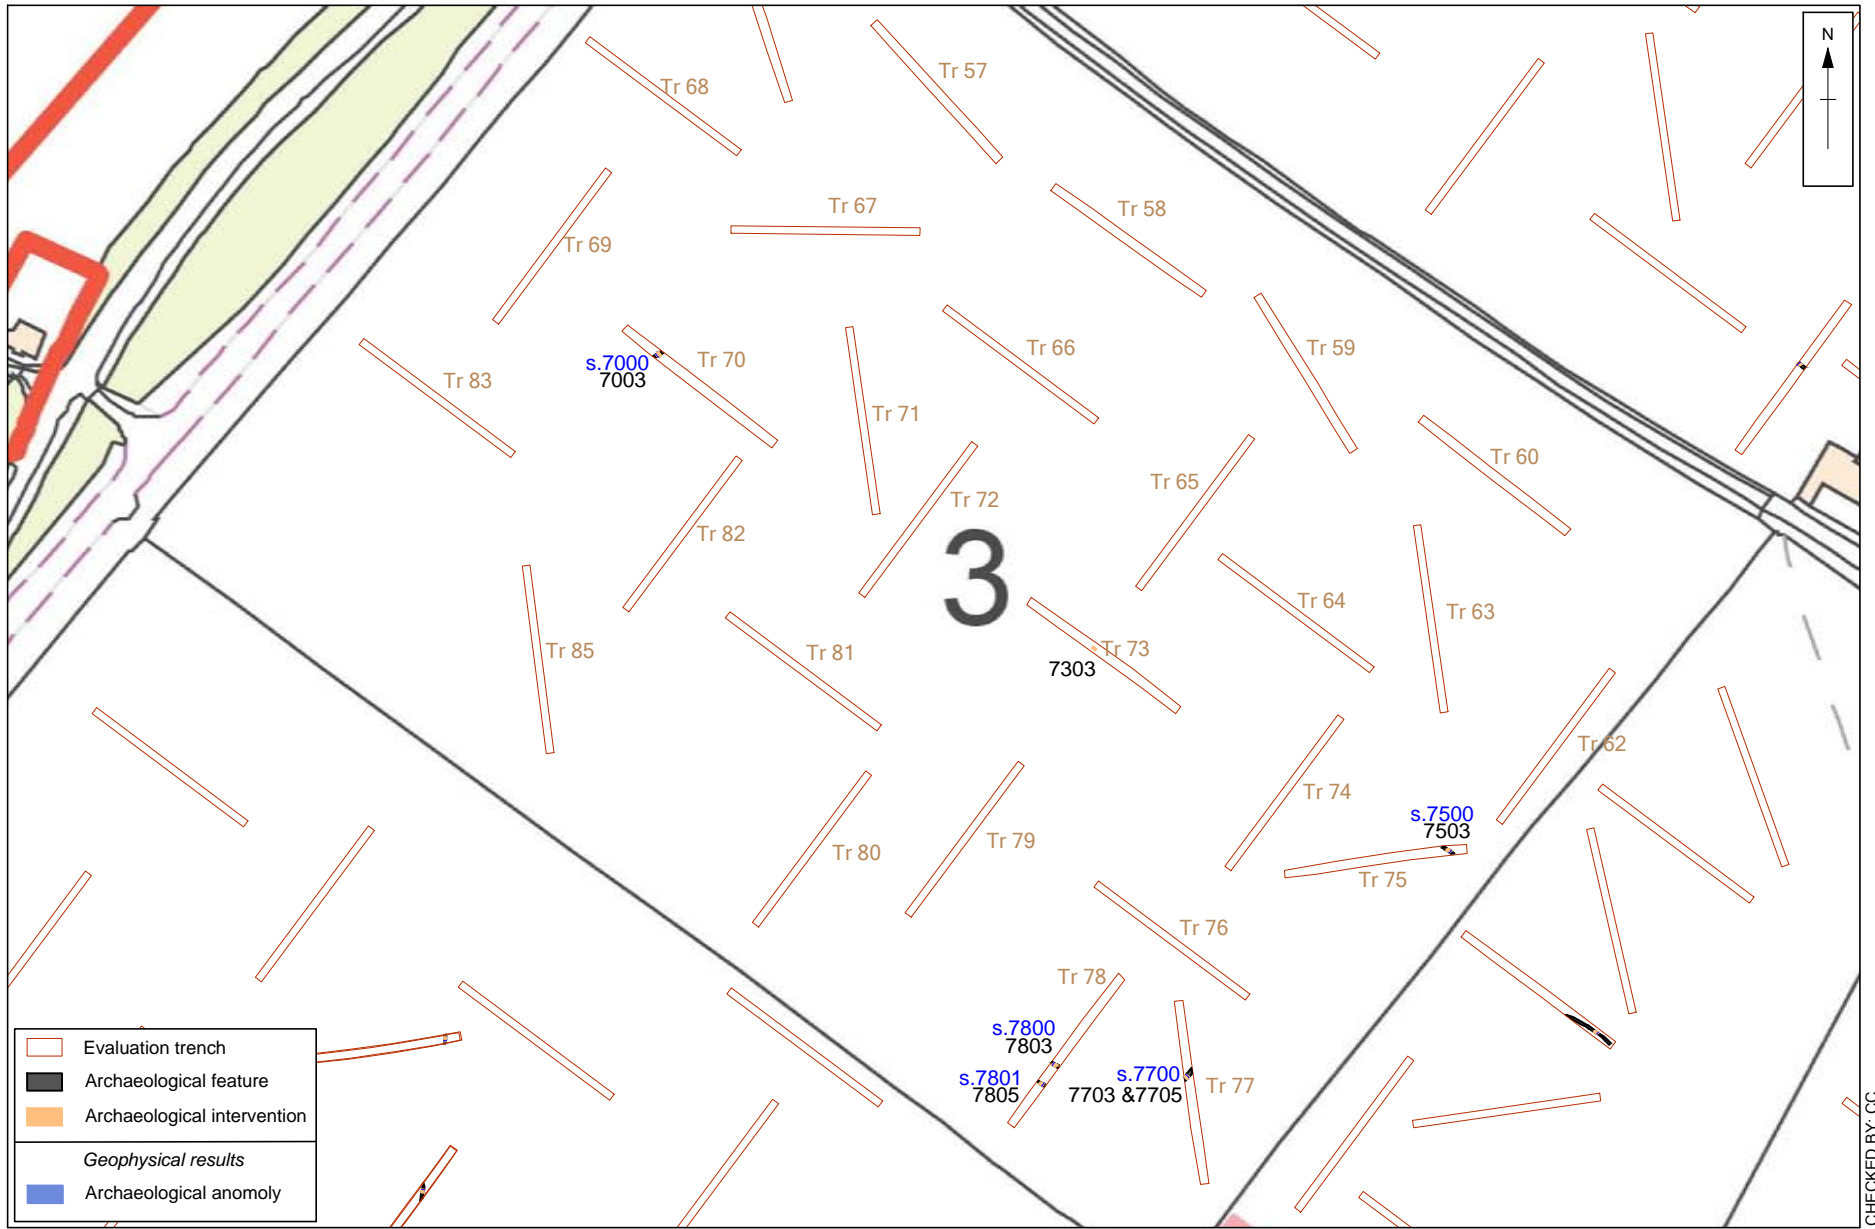 N
Tr 57
Tr 68
Tr 67
Tr 58
Tr 69
Tr 59
Tr 66
s.7000
7003
Tr 70
Tr 83
Tr 71
Tr 60
Tr 65
Tr 72
Tr 82
3
Tr 64
Tr 63
Tr 85
Tr 81
Tr 73
7303
Tr 62
Tr 74
s.7500
7503
Tr 79
Tr 80
Tr 75
Tr 76
Tr 78
s.7800
7803
s.7801
7805
s.7700
7703 &7705
Tr 77
Evaluation trench
Archaeological feature
Archaeological intervention
Geophysical results
Archaeological anomoly
CHECKED BY: CC